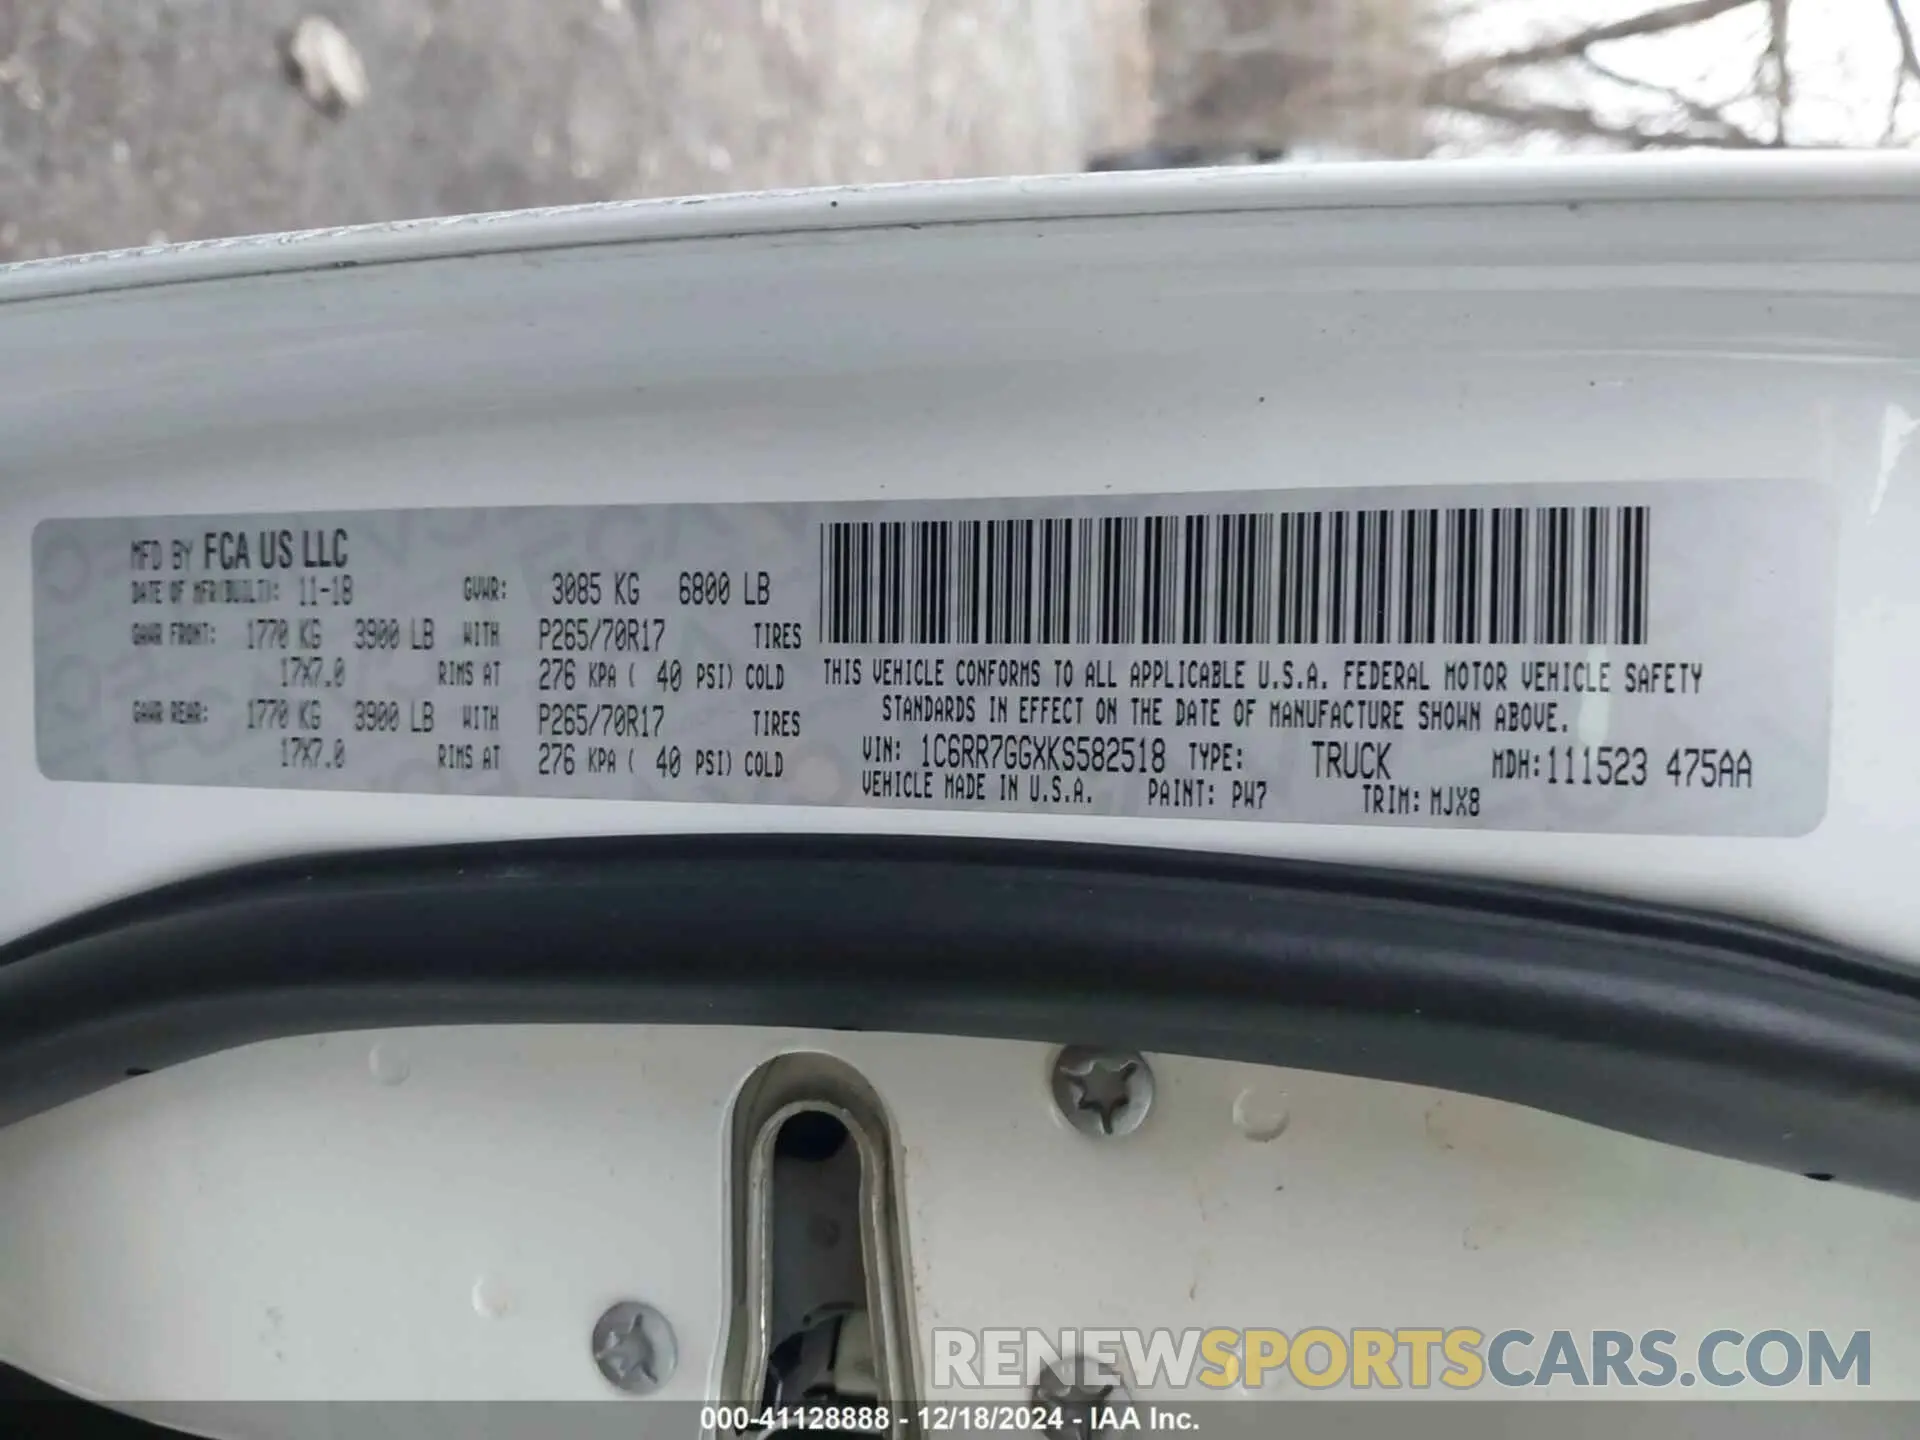 MFD BY FCA US LLC
DATE OF MFR(BUILT): 11-18 GVWR: 3085 KG 6800 LB
GAWR FRONT: 1770 KG 3900 LB WITH P265/70R17 TIRES
17X7.0 RIMS AT 276 KPA ( 40 PSI) COLD
GAWR REAR: 1770 KG 3900 LB WITH P265/70R17 TIRES
17X7.0 RIMS AT 276 KPA ( 40 PSI) COLD
THIS VEHICLE CONFORMS TO ALL APPLICABLE U.S.A. FEDERAL MOTOR VEHICLE SAFETY
STANDARDS IN EFFECT ON THE DATE OF MANUFACTURE SHOWN ABOVE.
VIN: 1C6RR7GGXKS582518 TYPE: TRUCK MDH:111523 475AA
VEHICLE MADE IN U.S.A. PAINT: PW7 TRIM: MJX8
RENEWSPORTSCARS.COM
000-41128888 - 12/18/2024 - IAA Inc.